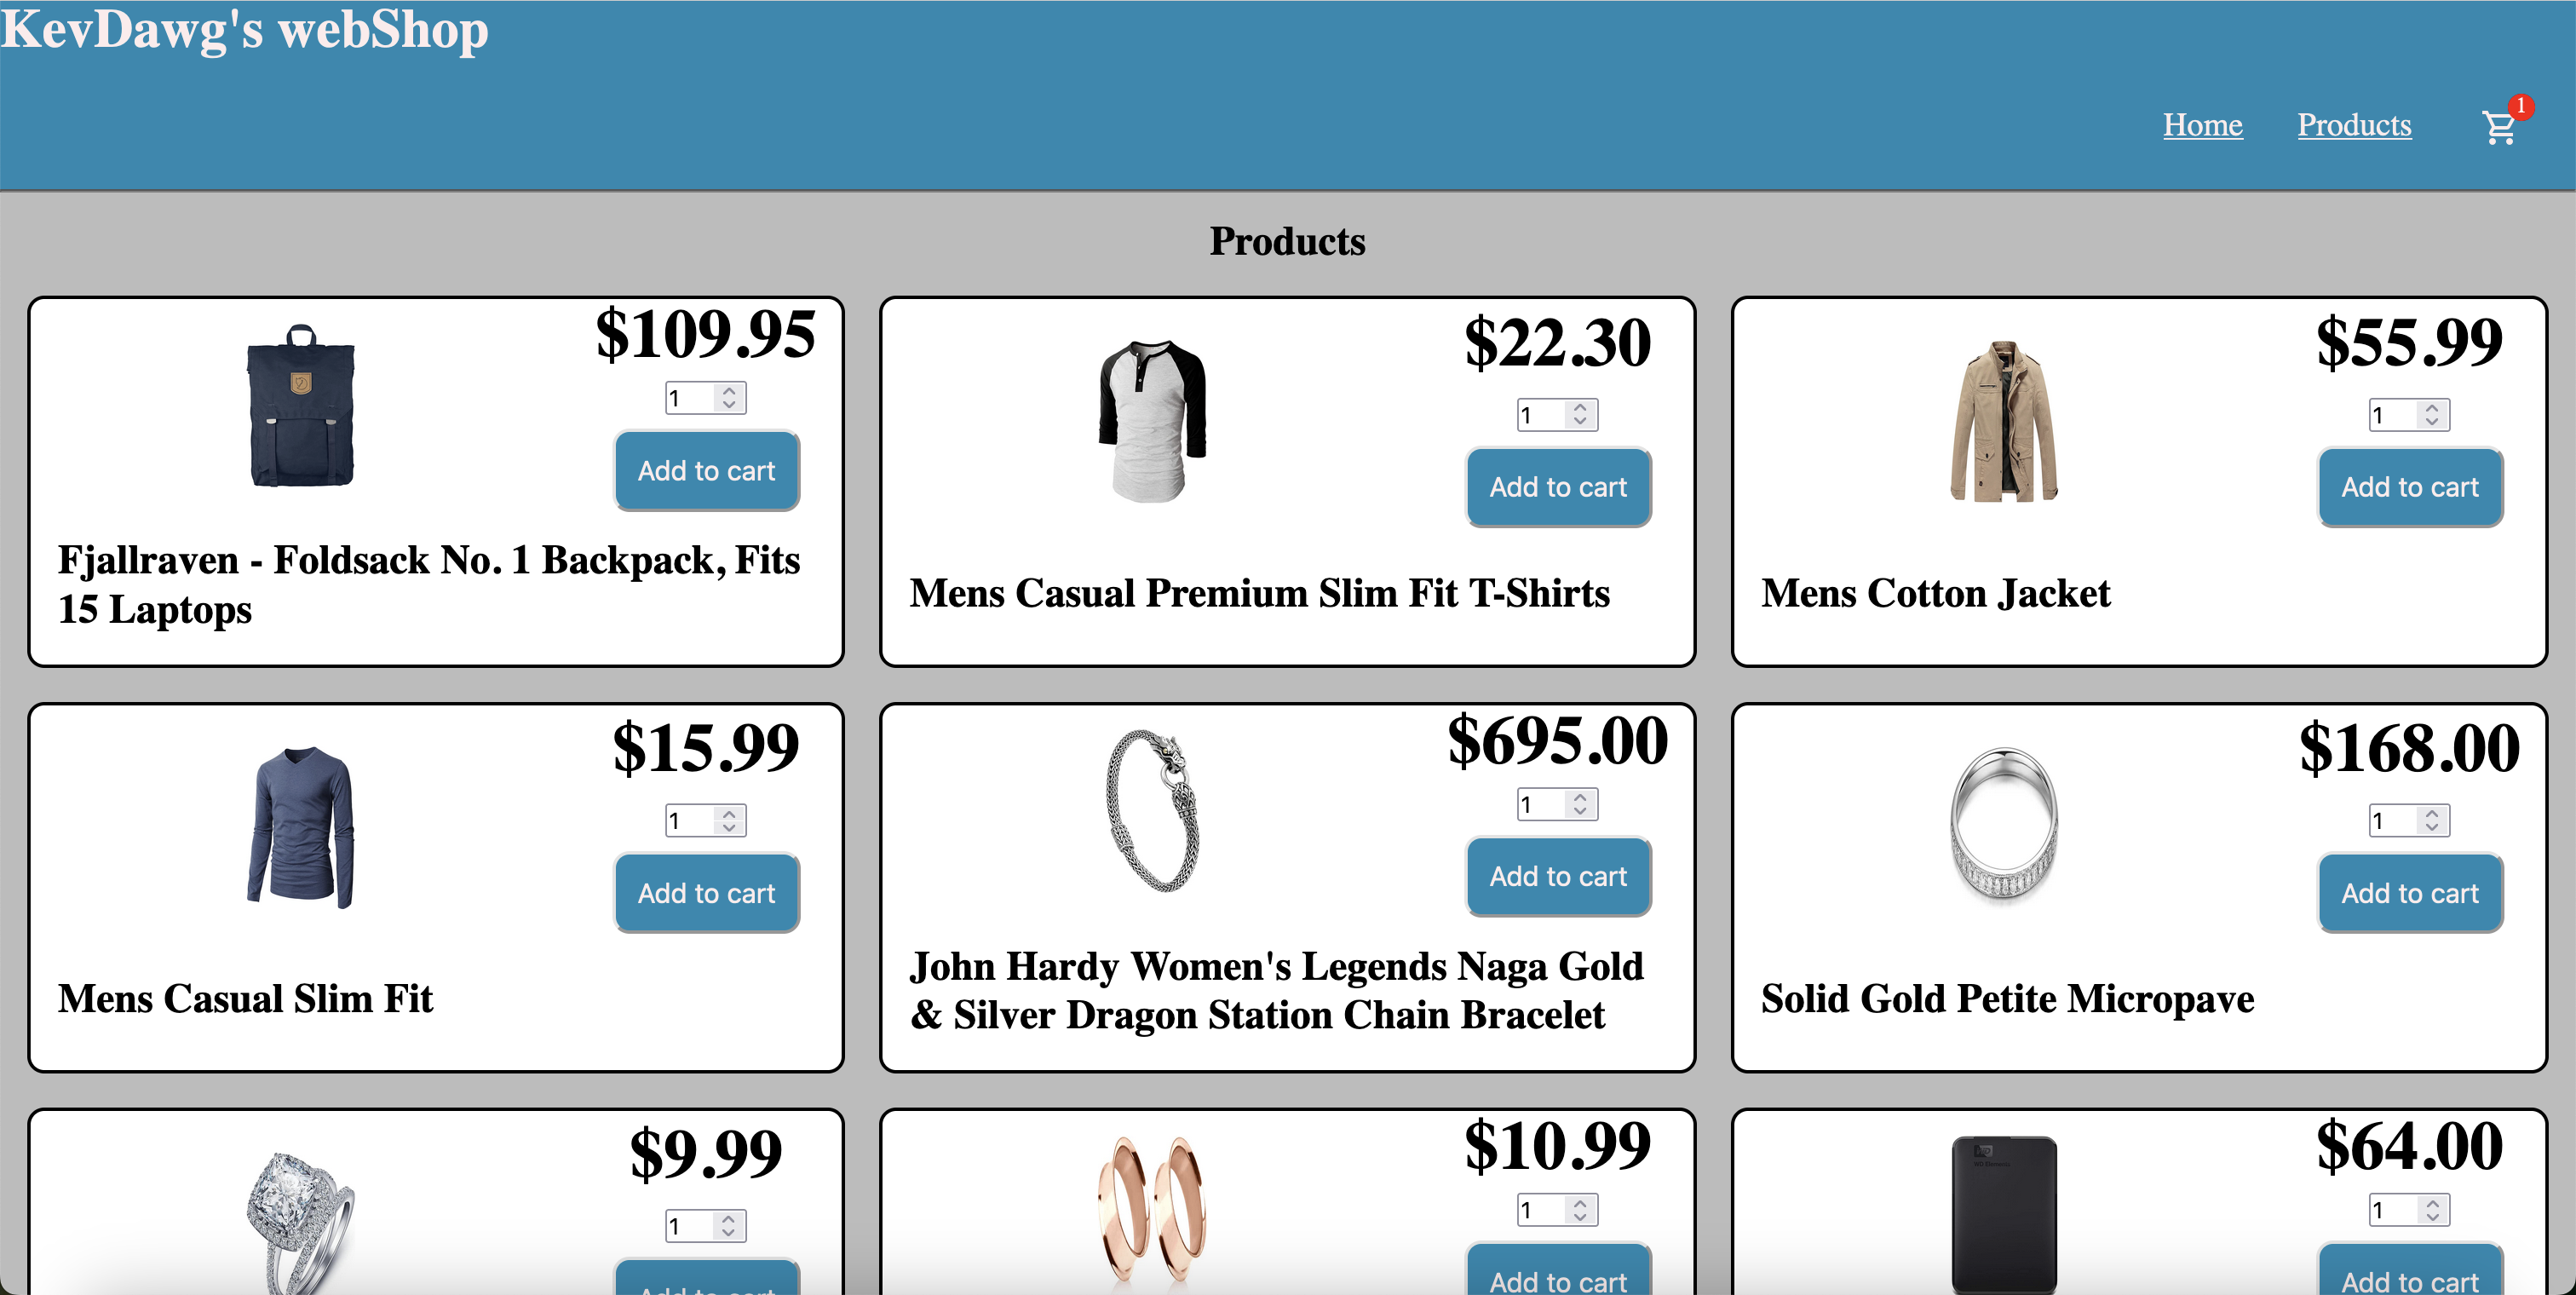 KevDawg's webShop
Home
Products
1
Products
$109.95
1
Add to cart
Fjallraven - Foldsack No. 1 Backpack, Fits
15 Laptops
$22.30
1
Add to cart
Mens Casual Premium Slim Fit T-Shirts
$55.99
1
Add to cart
Mens Cotton Jacket
$15.99
1
Add to cart
Mens Casual Slim Fit
$695.00
1
Add to cart
John Hardy Women's Legends Naga Gold
& Silver Dragon Station Chain Bracelet
$168.00
1
Add to cart
Solid Gold Petite Micropave
$9.99
1
Add to cart
$10.99
1
Add to cart
$64.00
1
Add to cart